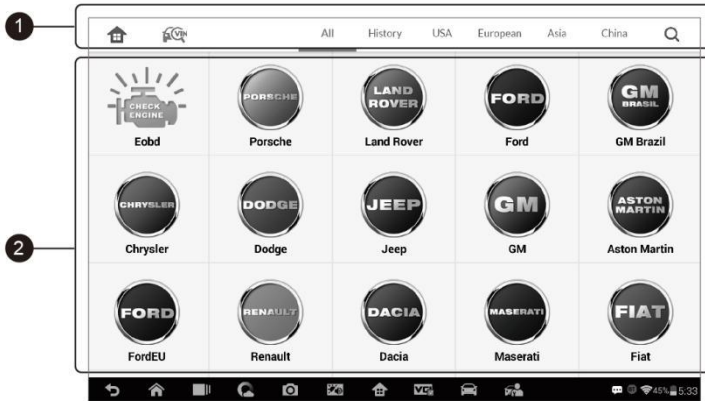 1
VIN All History USA European Asia China
2
CHECK ENGINE PORSCHE LAND ROVER FORD GM BRASIL
Eobd Porsche Land Rover Ford GM Brazil
CHRYSLER DODGE JEEP GM ASTON MARTIN
Chrysler Dodge Jeep GM Aston Martin
FORD RENAULT DACIA MASERATI FIAT
FordEU Renault Dacia Maserati Fiat
45% 5:33